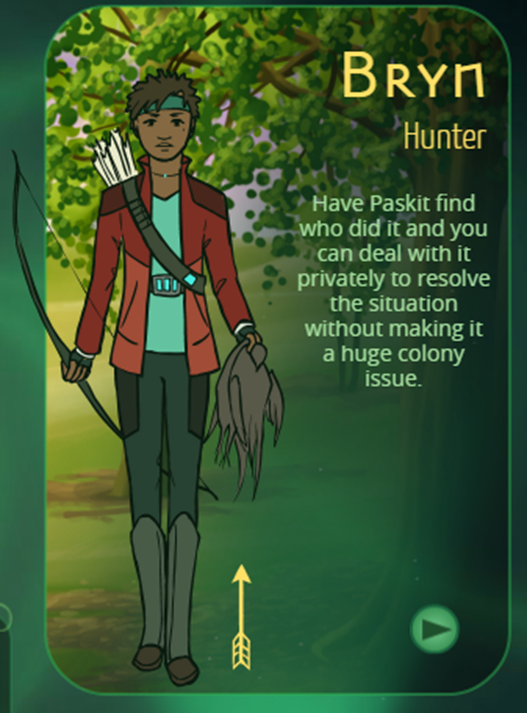 Bryn
Hunter
Have Paskit find
who did it and you
can deal with it
privately to resolve
the situation
without making it
a huge colony
issue.